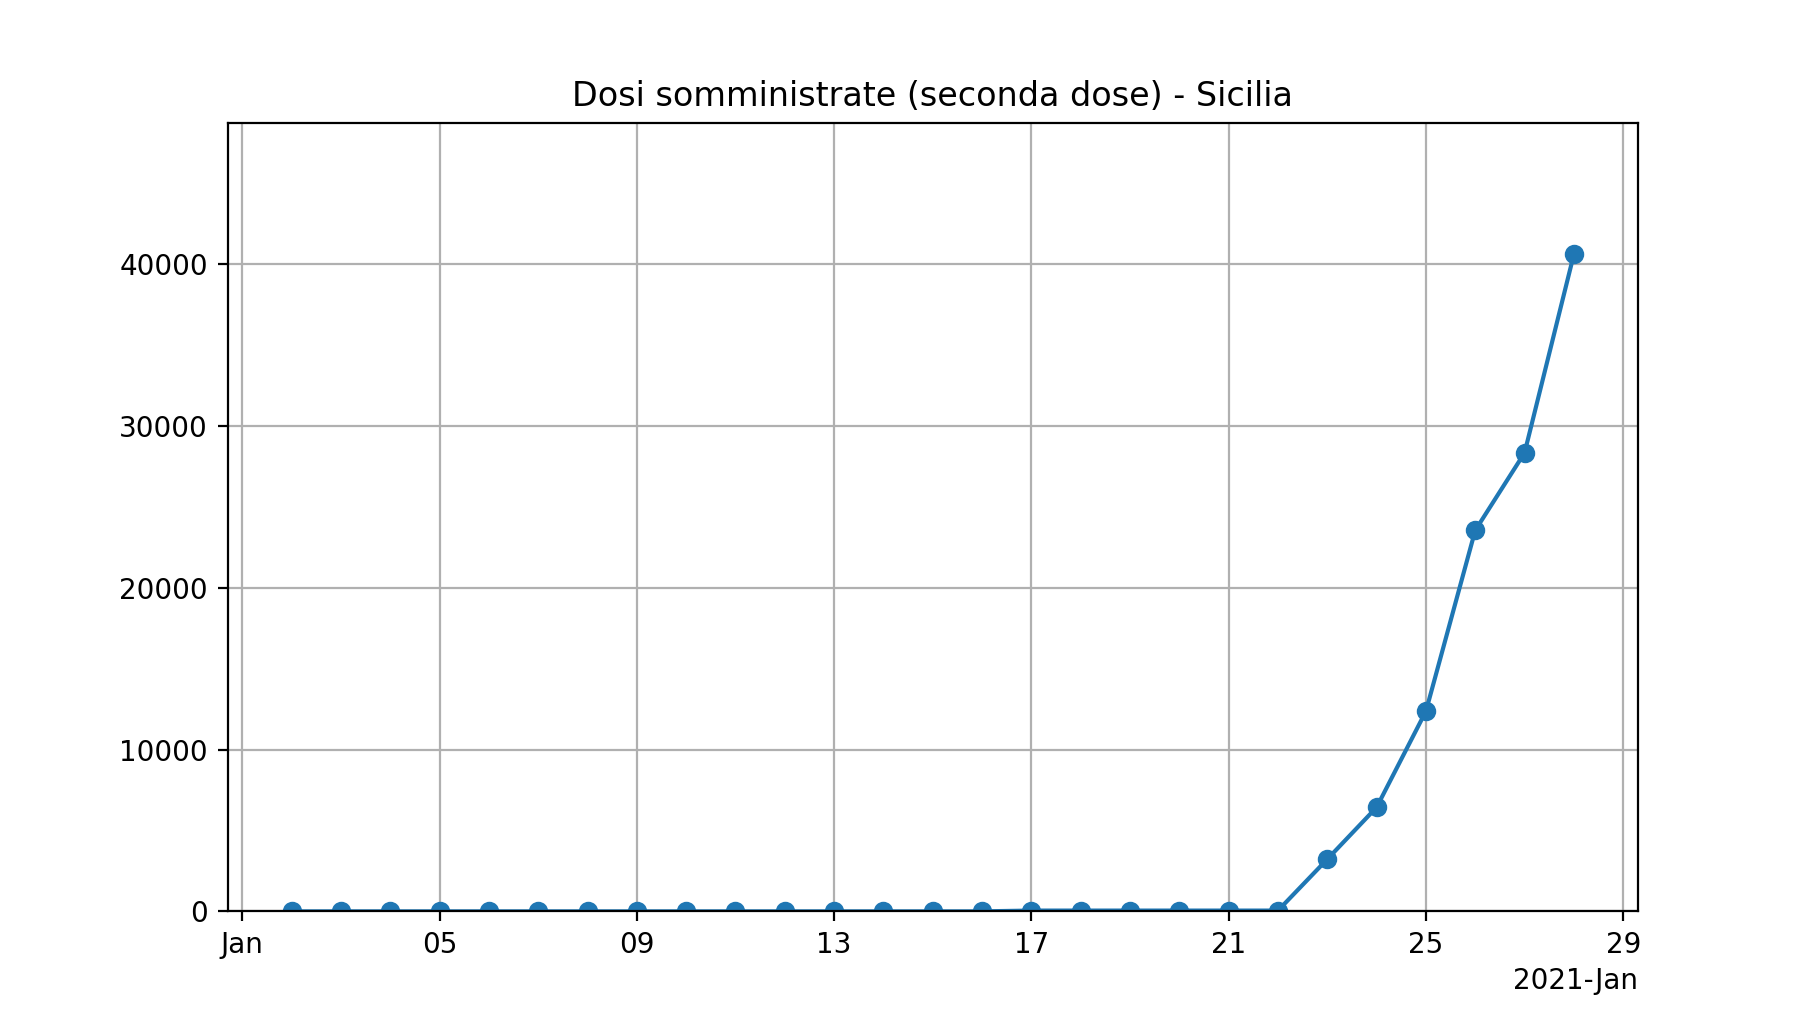 Dosi somministrate (seconda dose) - Sicilia
40000
30000
20000
10000
0
Jan 05 09 13 17 21 25 29
2021-Jan